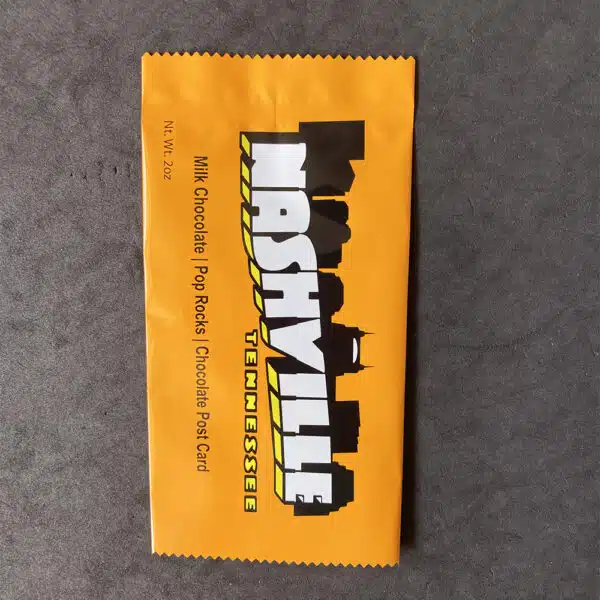 NASHVILLE
TENNESSEE
Milk Chocolate | Pop Rocks | Chocolate Post Card
Nt. Wt. 2oz